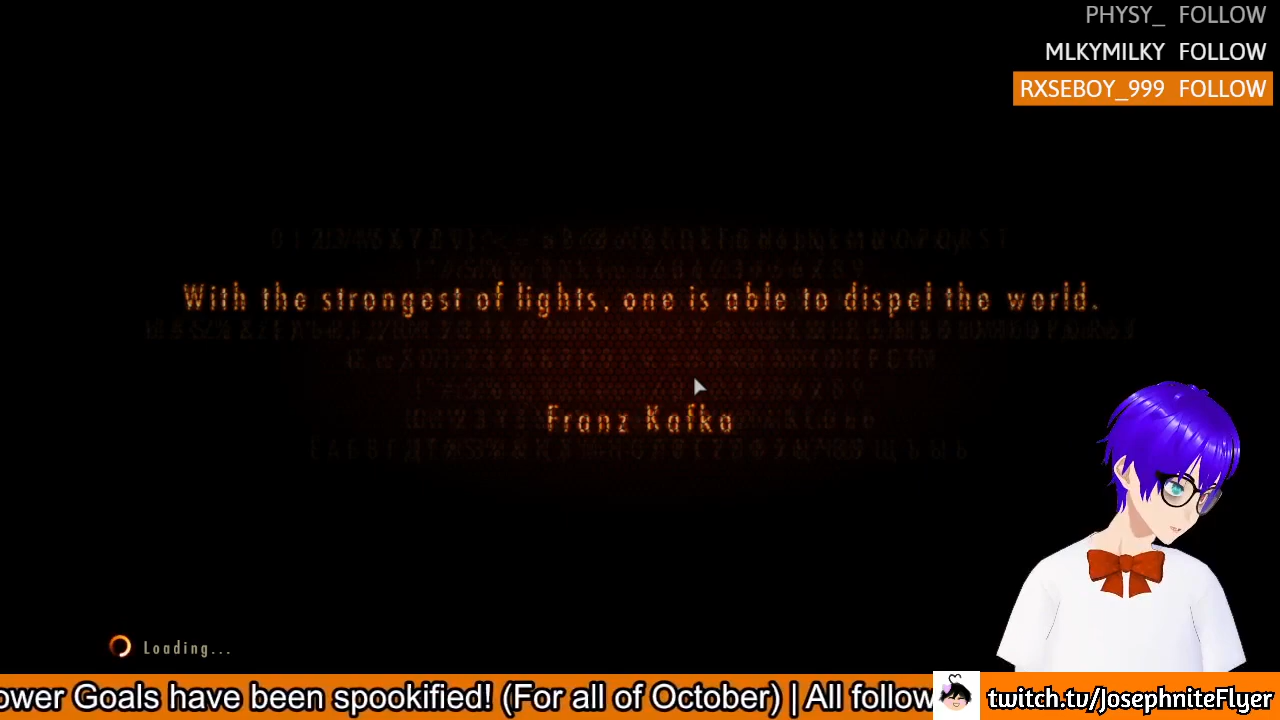 PHYSY_ FOLLOW
MLKYMILKY FOLLOW
RXSEBOY_999 FOLLOW
With the strongest of lights, one is able to dispel the world.
Franz Kafka
Loading...
ower Goals have been spookified! (For all of October) | All follow
twitch.tv/JosephniteFlyer